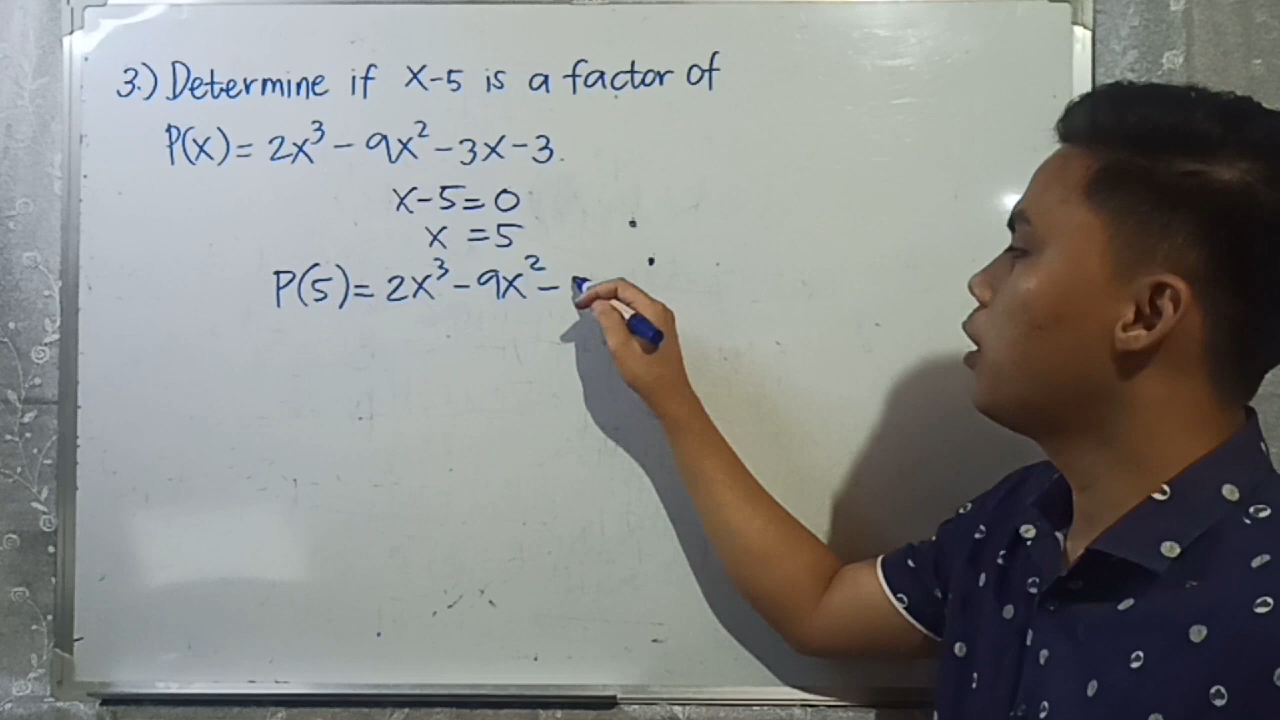 3.) Determine if x-5 is a factor of
P(x) = 2x³ - 9x² - 3x - 3.
x-5=0
x =5
P(5)= 2x³ - 9x² -